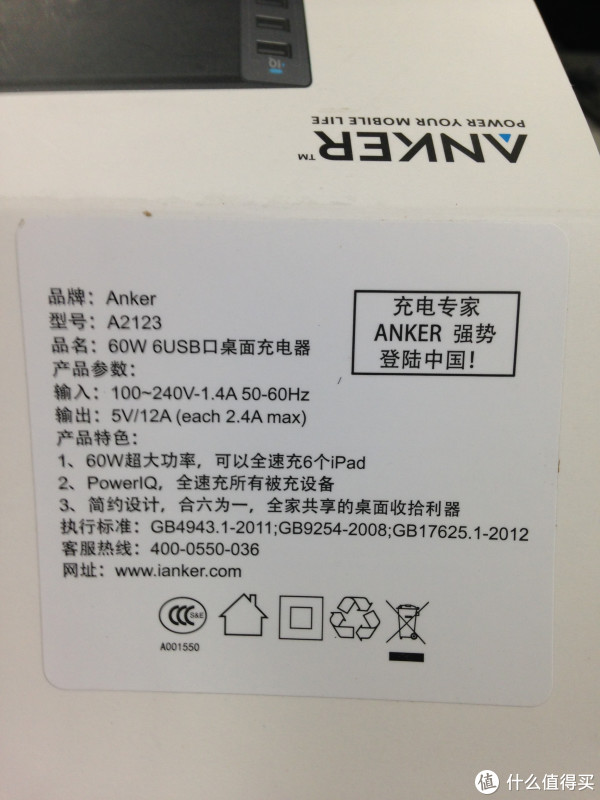 iQ
ANKER™
POWER YOUR MOBILE LIFE
品牌：Anker
型号：A2123
品名：60W 6USB口桌面充电器
产品参数：
输入：100~240V-1.4A 50-60Hz
输出：5V/12A (each 2.4A max)
产品特色：
1、60W超大功率，可以全速充6个iPad
2、PowerIQ，全速充所有被充设备
3、简约设计，合六为一，全家共享的桌面收拾利器
执行标准：GB4943.1-2011;GB9254-2008;GB17625.1-2012
客服热线：400-0550-036
网址：www.ianker.com
充电专家
ANKER 强势
登陆中国！
CCC S&E
A001550
值 什么值得买